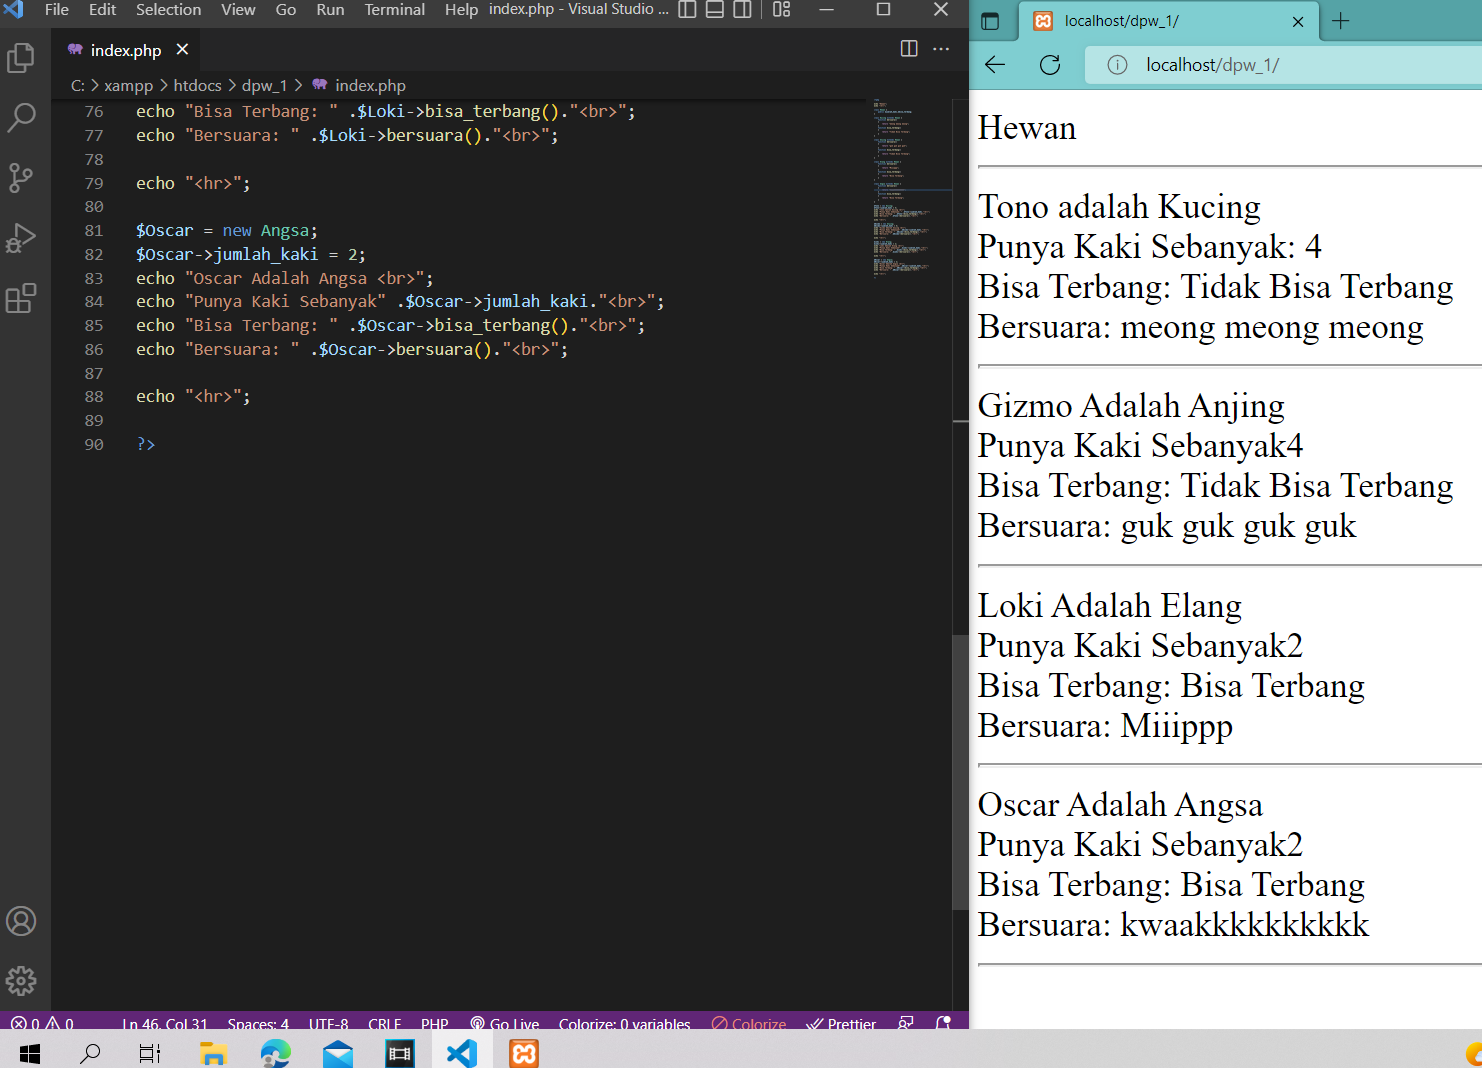 File Edit Selection View Go Run Terminal Help index.php - Visual Studio ...
index.php
C: > xampp > htdocs > dpw_1 > index.php
76 echo "Bisa Terbang: " .$Loki->bisa_terbang()."<br>";
77 echo "Bersuara: " .$Loki->bersuara()."<br>";
78
79 echo "<hr>";
80
81 $Oscar = new Angsa;
82 $Oscar->jumlah_kaki = 2;
83 echo "Oscar Adalah Angsa <br>";
84 echo "Punya Kaki Sebanyak" .$Oscar->jumlah_kaki."<br>";
85 echo "Bisa Terbang: " .$Oscar->bisa_terbang()."<br>";
86 echo "Bersuara: " .$Oscar->bersuara()."<br>";
87
88 echo "<hr>";
89
90 ?>
0 0 Ln 46, Col 31 Spaces: 4 UTF-8 CRLF PHP Go Live Colorize: 0 variables Colorize Prettier
localhost/dpw_1/
localhost/dpw_1/
Hewan
Tono adalah Kucing
Punya Kaki Sebanyak: 4
Bisa Terbang: Tidak Bisa Terbang
Bersuara: meong meong meong
Gizmo Adalah Anjing
Punya Kaki Sebanyak4
Bisa Terbang: Tidak Bisa Terbang
Bersuara: guk guk guk guk
Loki Adalah Elang
Punya Kaki Sebanyak2
Bisa Terbang: Bisa Terbang
Bersuara: Miiippp
Oscar Adalah Angsa
Punya Kaki Sebanyak2
Bisa Terbang: Bisa Terbang
Bersuara: kwaakkkkkkkkkk